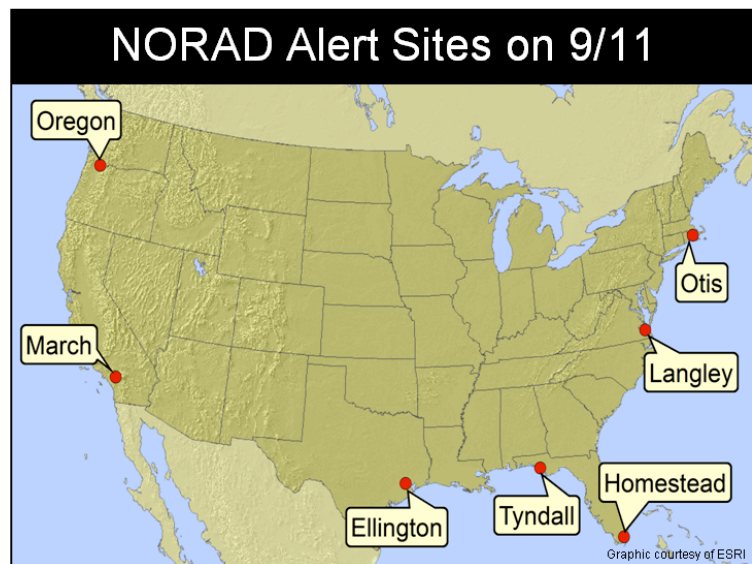 NORAD Alert Sites on 9/11
Oregon
Otis
March
Langley
Homestead
Ellington
Tyndall
Graphic courtesy of ESRI